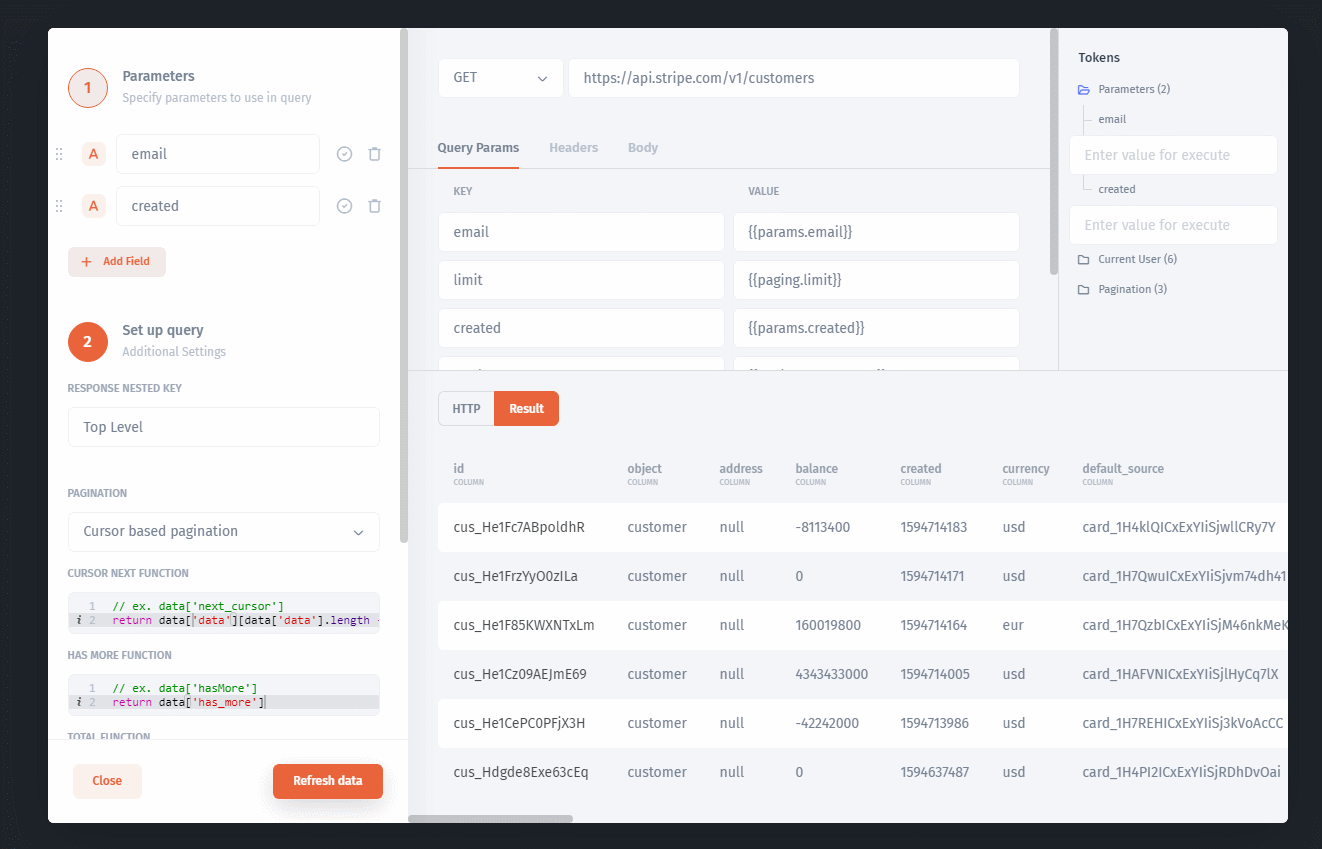 1
Parameters
Specify parameters to use in query
A
email
A
created
+ Add Field
2
Set up query
Additional Settings
RESPONSE NESTED KEY
Top Level
PAGINATION
Cursor based pagination
CURSOR NEXT FUNCTION
1 // ex. data['next_cursor']
i 2 return data['data'][data['data'].length
HAS MORE FUNCTION
1 // ex. data['hasMore']
i 2 return data['has_more']
TOTAL FUNCTION
Close
Refresh data
GET
https://api.stripe.com/v1/customers
Query Params Headers Body
KEY VALUE
email {{params.email}}
limit {{paging.limit}}
created {{params.created}}
HTTP Result
id object address balance created currency default_source
COLUMN COLUMN COLUMN COLUMN COLUMN COLUMN COLUMN
cus_He1Fc7ABpoldhR customer null -8113400 1594714183 usd card_1H4klQICxExYIiSjwllCRy7Y
cus_He1FrzYyO0zILa customer null 0 1594714171 usd card_1H7QwuICxExYIiSjvm74dh41
cus_He1F85KWXNTxLm customer null 160019800 1594714164 eur card_1H7QzbICxExYIiSjM46nkMeK
cus_He1Cz09AEJmE69 customer null 4343433000 1594714005 usd card_1HAFVNICxExYIiSjlHyCq7lX
cus_He1CePC0PFjX3H customer null -42242000 1594713986 usd card_1H7REHICxExYIiSj3kVoAcCC
cus_Hdgde8Exe63cEq customer null 0 1594637487 usd card_1H4PI2ICxExYIiSjRDhDvOai
Tokens
Parameters (2)
email
Enter value for execute
created
Enter value for execute
Current User (6)
Pagination (3)